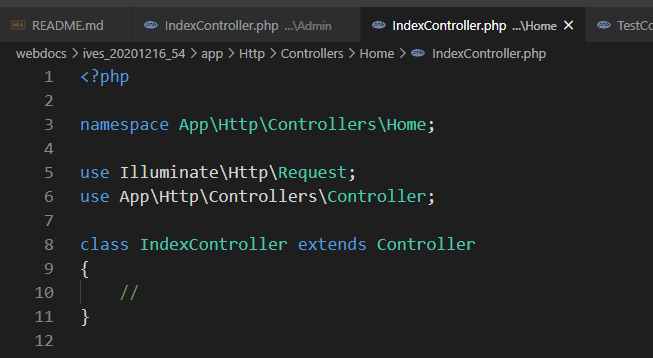 README.md IndexController.php ...\Admin IndexController.php ...\Home TestCo
webdocs > ives_20201216_54 > app > Http > Controllers > Home > IndexController.php
1 <?php
2
3 namespace App\Http\Controllers\Home;
4
5 use Illuminate\Http\Request;
6 use App\Http\Controllers\Controller;
7
8 class IndexController extends Controller
9 {
10     //
11 }
12